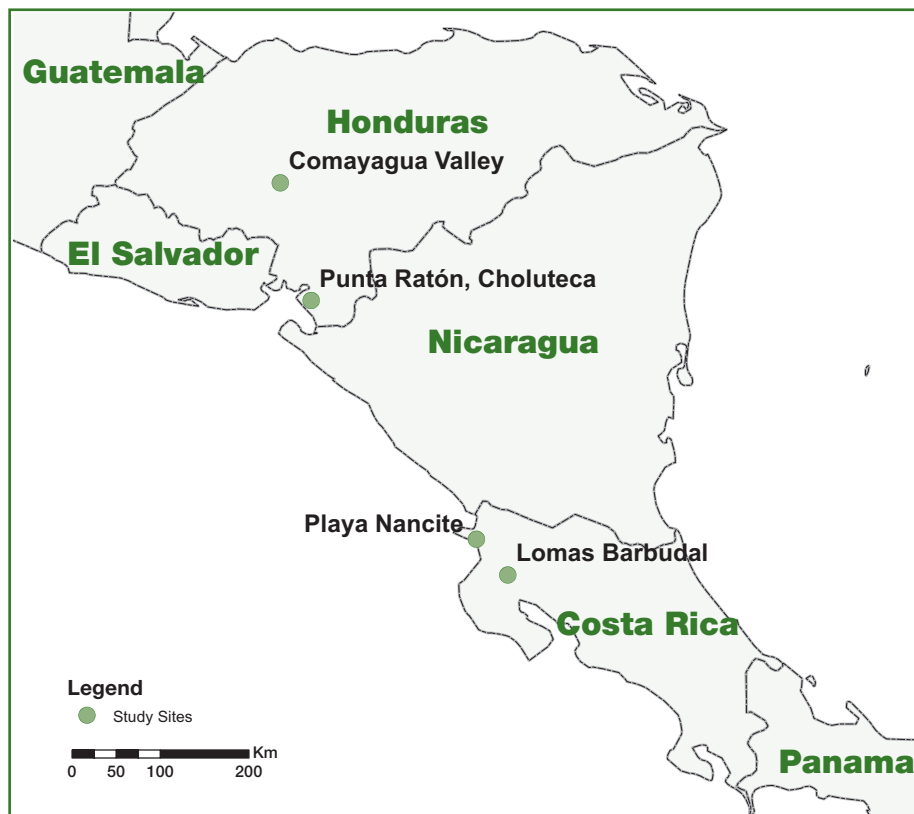 Guatemala
Honduras
Comayagua Valley
El Salvador
Punta Ratón, Choluteca
Nicaragua
Playa Nancite
Lomas Barbudal
Costa Rica
Legend
Study Sites
Km
0 50 100 200
Panama